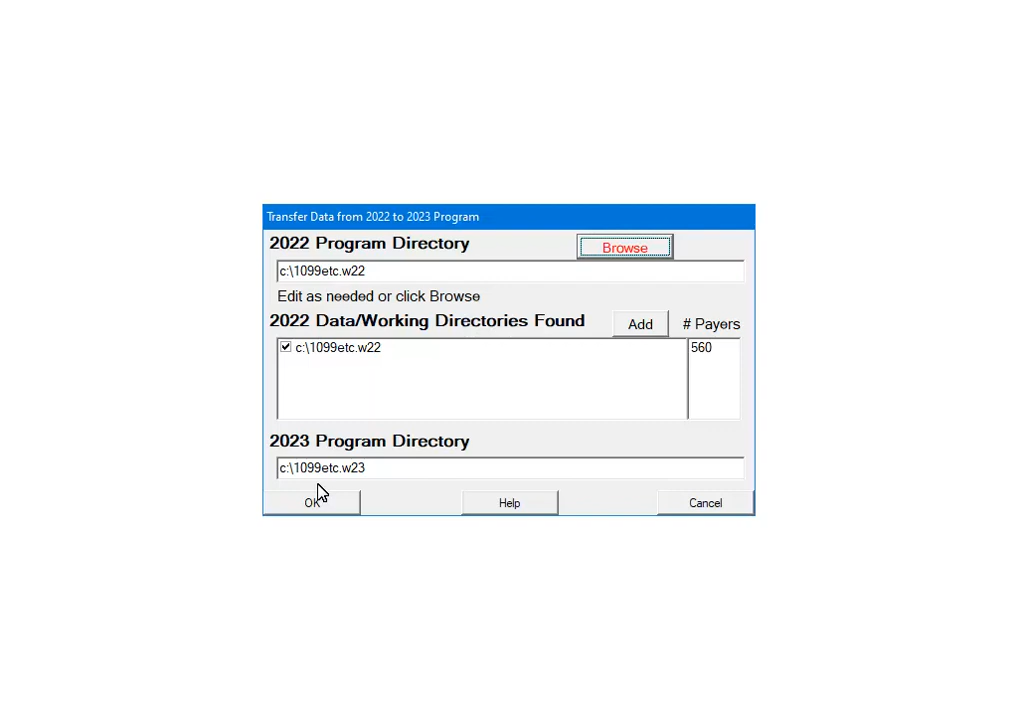 Transfer Data from 2022 to 2023 Program
2022 Program Directory
Browse
c:\1099etc.w22
Edit as needed or click Browse
2022 Data/Working Directories Found
Add
# Payers
c:\1099etc.w22
560
2023 Program Directory
c:\1099etc.w23
OK
Help
Cancel